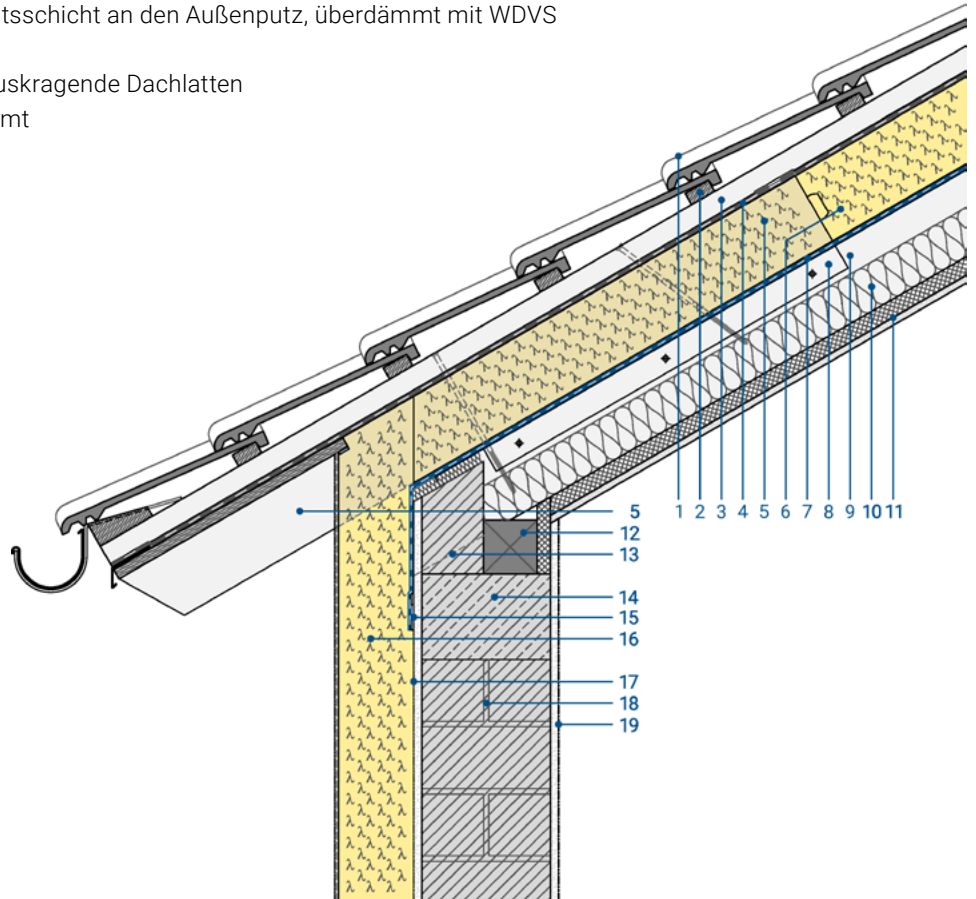 tsschicht an den Außenputz, überdämmt mit WDVS
uskragende Dachlatten
mt
1 2 3 4 5 6 7 8 9 10 11
5
12
13
14
15
16
17
18
19